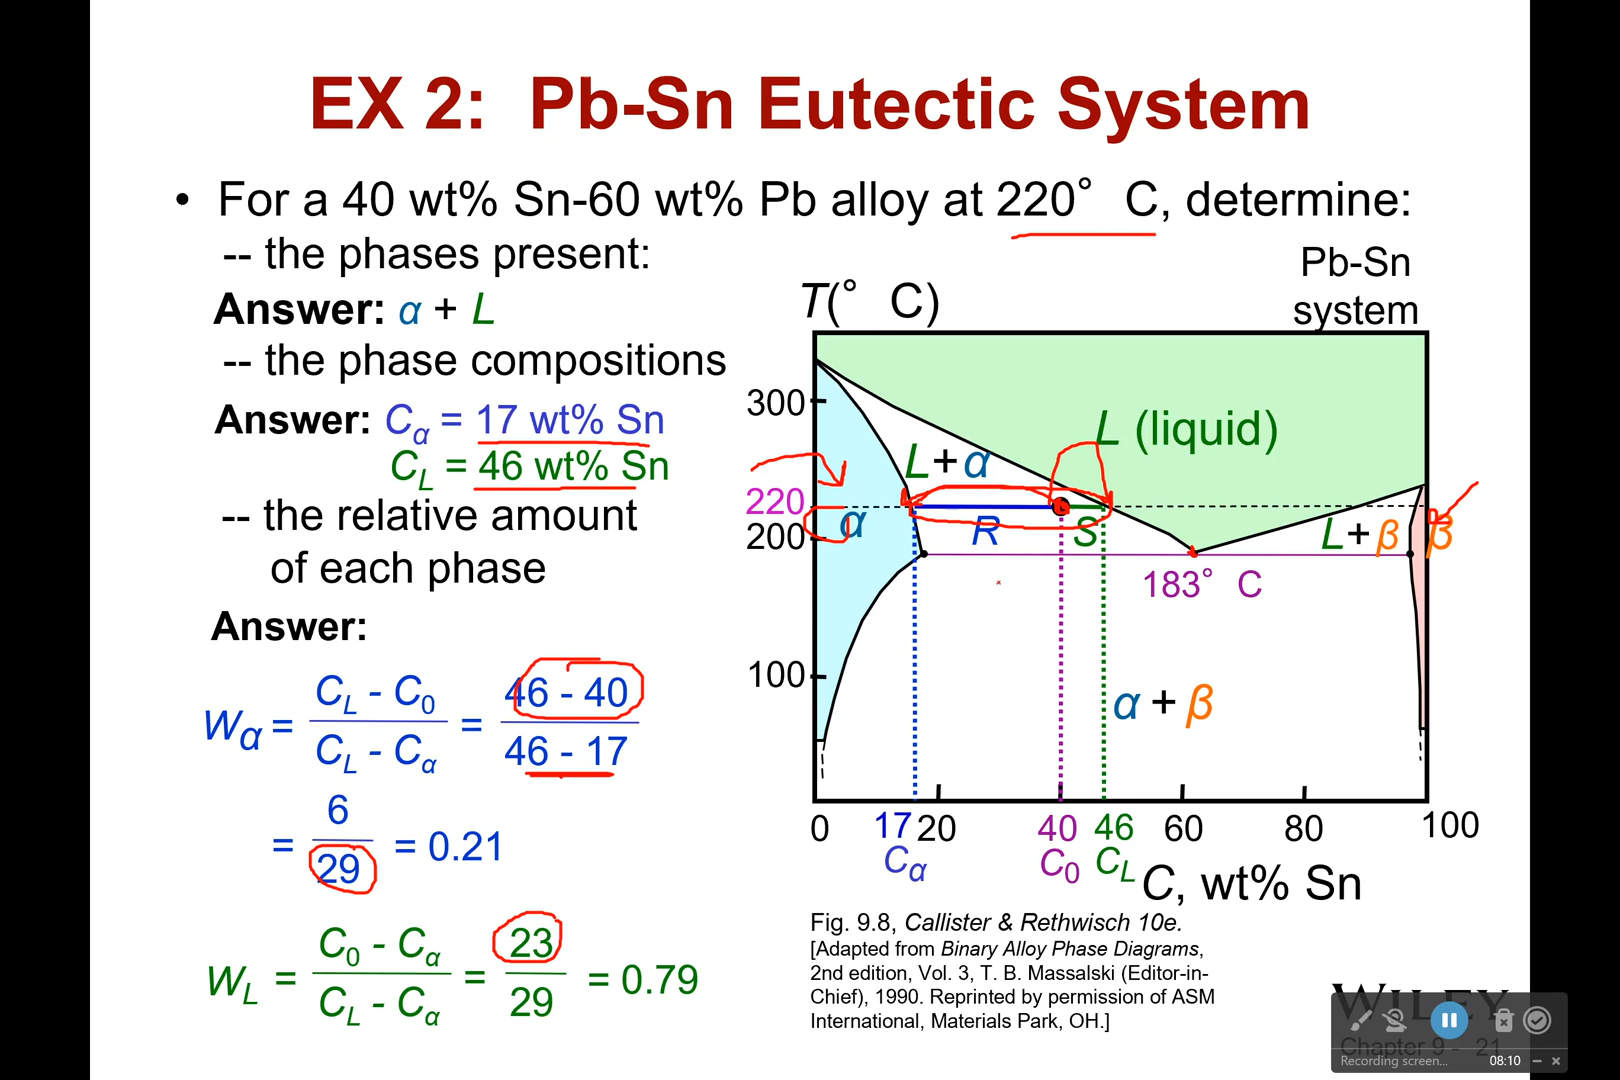 EX 2: Pb-Sn Eutectic System
• For a 40 wt% Sn-60 wt% Pb alloy at 220° C, determine:
-- the phases present:
Answer: α + L
-- the phase compositions
Answer: Cα = 17 wt% Sn
CL = 46 wt% Sn
-- the relative amount
of each phase
Answer:
Wα = CL - C0 / CL - Cα = 46 - 40 / 46 - 17
= 6 / 29 = 0.21
WL = C0 - Cα / CL - Cα = 23 / 29 = 0.79
Pb-Sn
system
T(° C)
300
L (liquid)
L+α
220
α
R
S
200
L+β
β
183° C
100
α + β
0
17
20
40
46
60
80
100
Cα
C0
CL
C, wt% Sn
Fig. 9.8, Callister & Rethwisch 10e.
[Adapted from Binary Alloy Phase Diagrams,
2nd edition, Vol. 3, T. B. Massalski (Editor-in-
Chief), 1990. Reprinted by permission of ASM
International, Materials Park, OH.]
WILEY
Chapter 9 - 21
Recording screen...
08:10